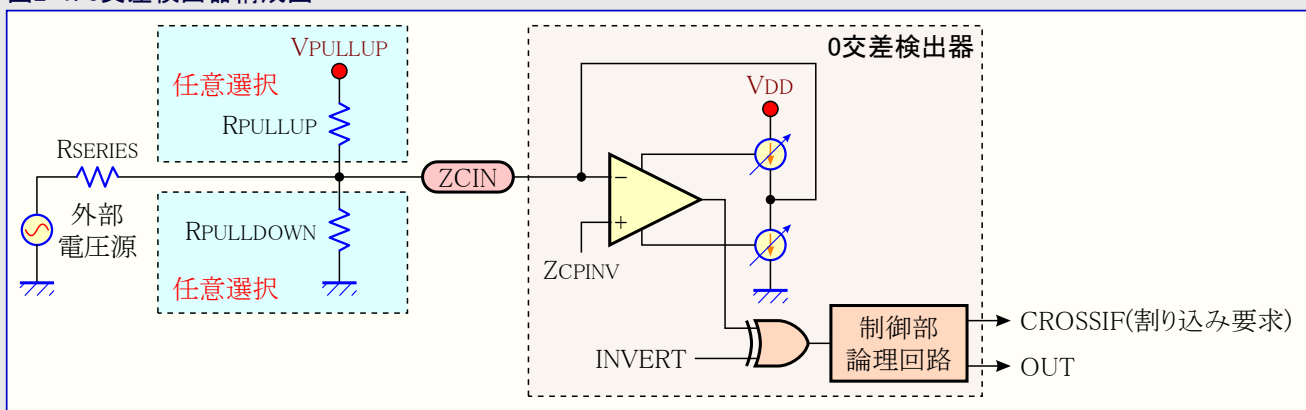 0交差検出器
VPULLUP
任意選択
VDD
RPULLUP
RSERIES
ZCIN
−
外部
電圧源
RPULLDOWN
+
ZCPINV
任意選択
制御部
論理回路
CROSSIF(割り込み要求)
INVERT
OUT